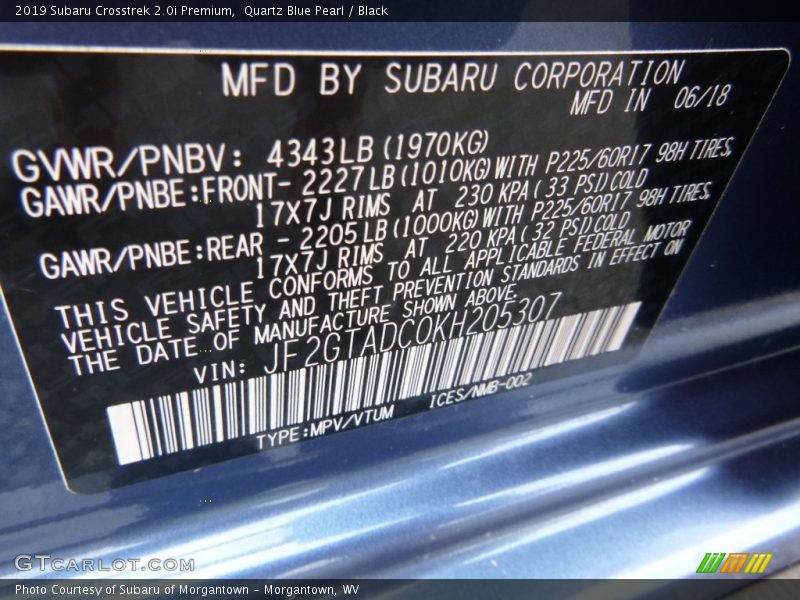 2019 Subaru Crosstrek 2.0i Premium,  Quartz Blue Pearl / Black
MFD BY SUBARU CORPORATION
MFD IN 06/18
GVWR/PNBV: 4343LB (1970KG)
GAWR/PNBE:FRONT- 2227LB (1010KG) WITH P225/60R17 98H TIRES,
17X7J RIMS AT 230 KPA ( 33 PSI) COLD
GAWR/PNBE:REAR - 2205LB (1000KG) WITH P225/60R17 98H TIRES,
17X7J RIMS AT 220 KPA ( 32 PSI) COLD
THIS VEHICLE CONFORMS TO ALL APPLICABLE FEDERAL MOTOR
VEHICLE SAFETY AND THEFT PREVENTION STANDARDS IN EFFECT ON
THE DATE OF MANUFACTURE SHOWN ABOVE.
VIN: JF2GTADC0KH205307
TYPE:MPV/VTUM ICES/NMB-002
GTCARLOT.COM
Photo Courtesy of Subaru of Morgantown - Morgantown, WV